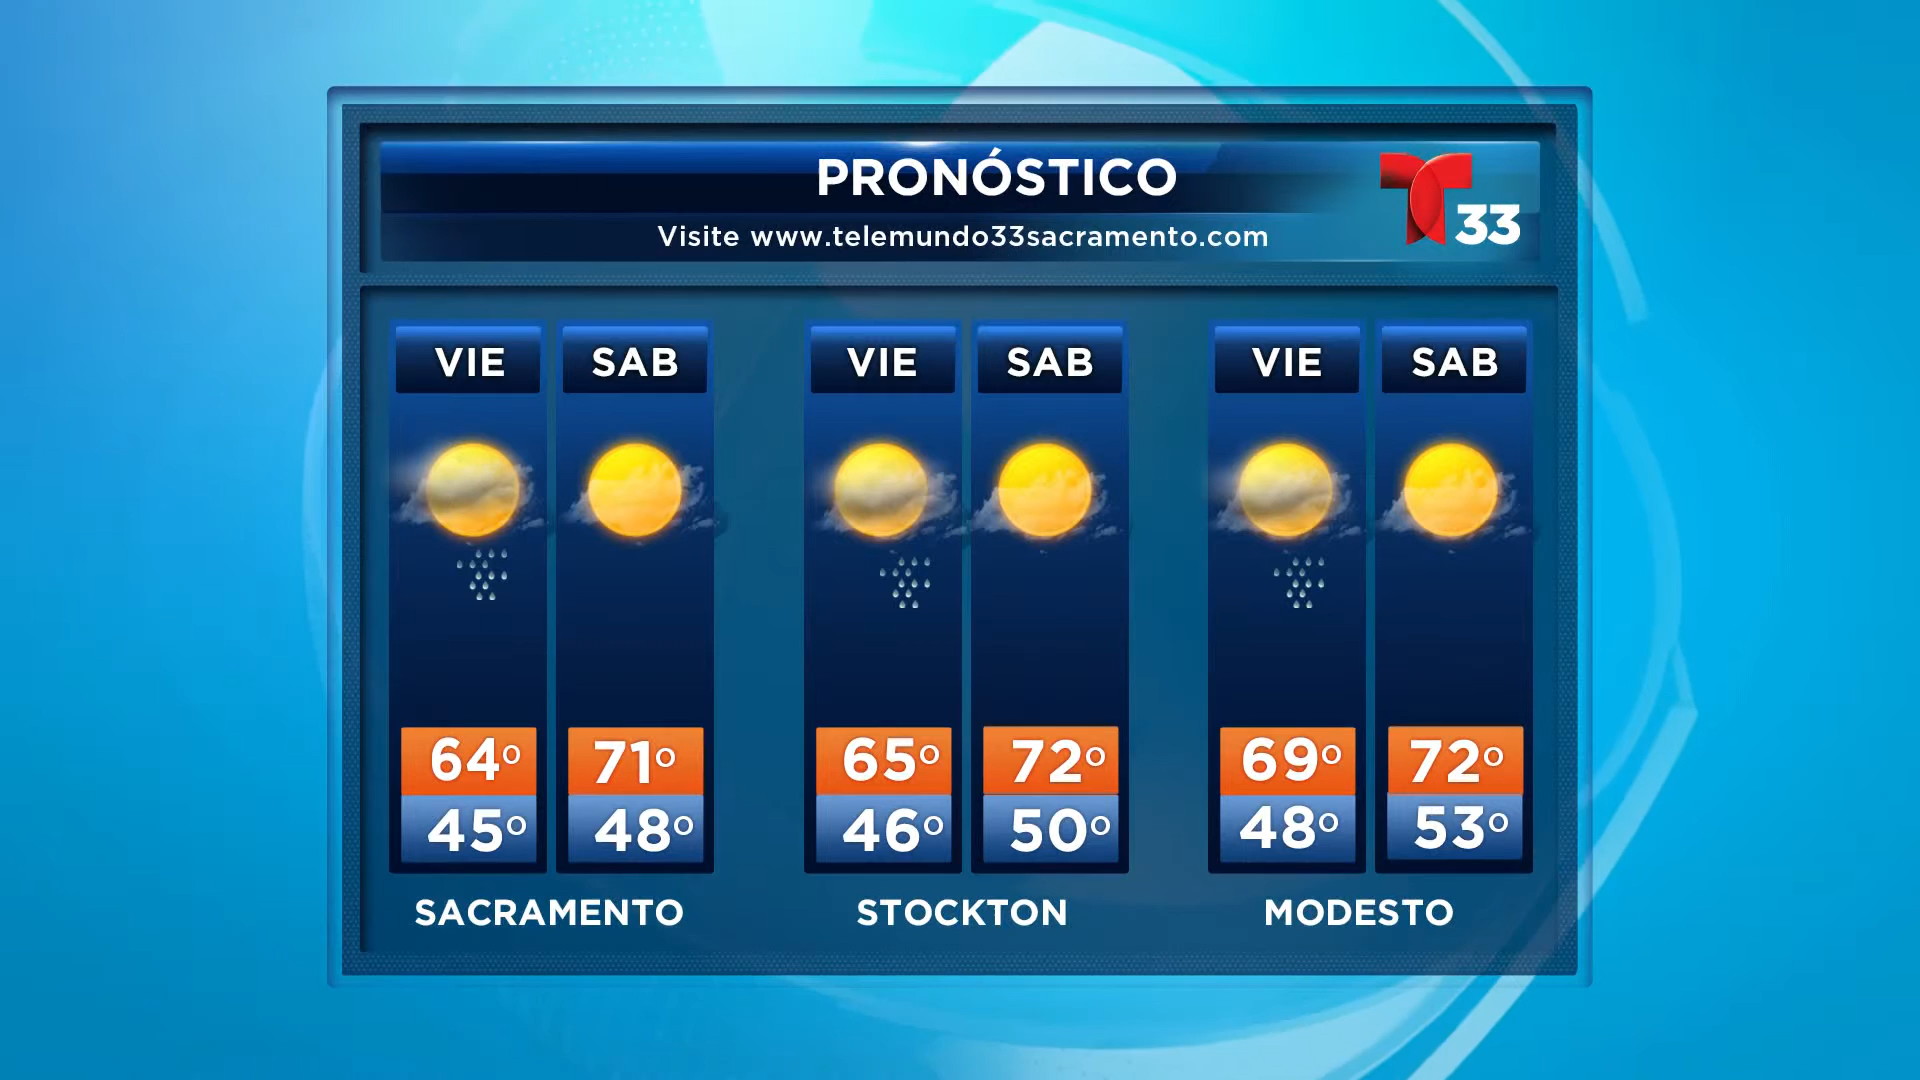 PRONÓSTICO
Visite www.telemundo33sacramento.com
T 33
VIE SAB VIE SAB VIE SAB
64° 71° 65° 72° 69° 72°
45° 48° 46° 50° 48° 53°
SACRAMENTO STOCKTON MODESTO